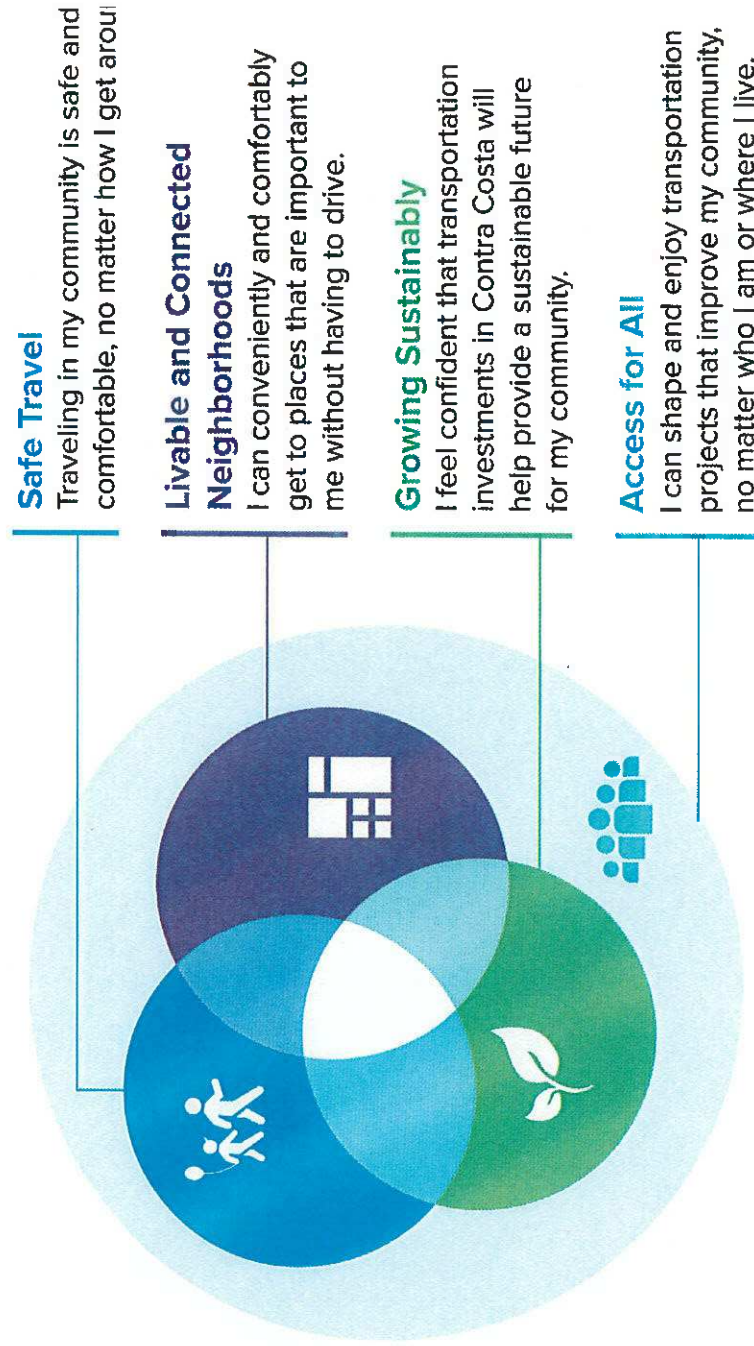 Safe Travel
Traveling in my community is safe and
comfortable, no matter how I get
Livable and Connected
Neighborhoods
I can conveniently and comfortably
get to places that are important to
me without having to drive.
Growing Sustainably
I feel confident that transportation
investments in Contra Costa will
help provide a sustainable future
for my community.
Access for All
I can shape and enjoy transportation
projects that improve my community,
no matter who I am or where I live.